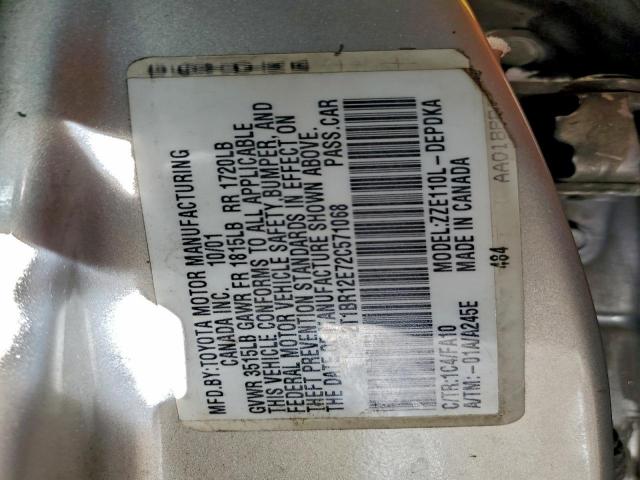 MFD.BY:TOYOTA MOTOR MANUFACTURING
CANADA INC. 10/01
GVWR 3515LB GAWR FR 1815LB RR 1720LB
THIS VEHICLE CONFORMS TO ALL APPLICABLE
FEDERAL MOTOR VEHICLE SAFETY BUMPER, AND
THEFT PREVENTION STANDARDS IN EFFECT ON
THE DATE OF MANUFACTURE SHOWN ABOVE.
2T1BR12E72C571068 PASS.CAR
C/TR:1C4/FA10 MODEL:ZZE110L-DEPDKA
A/TM:-01A/A245E MADE IN CANADA
484